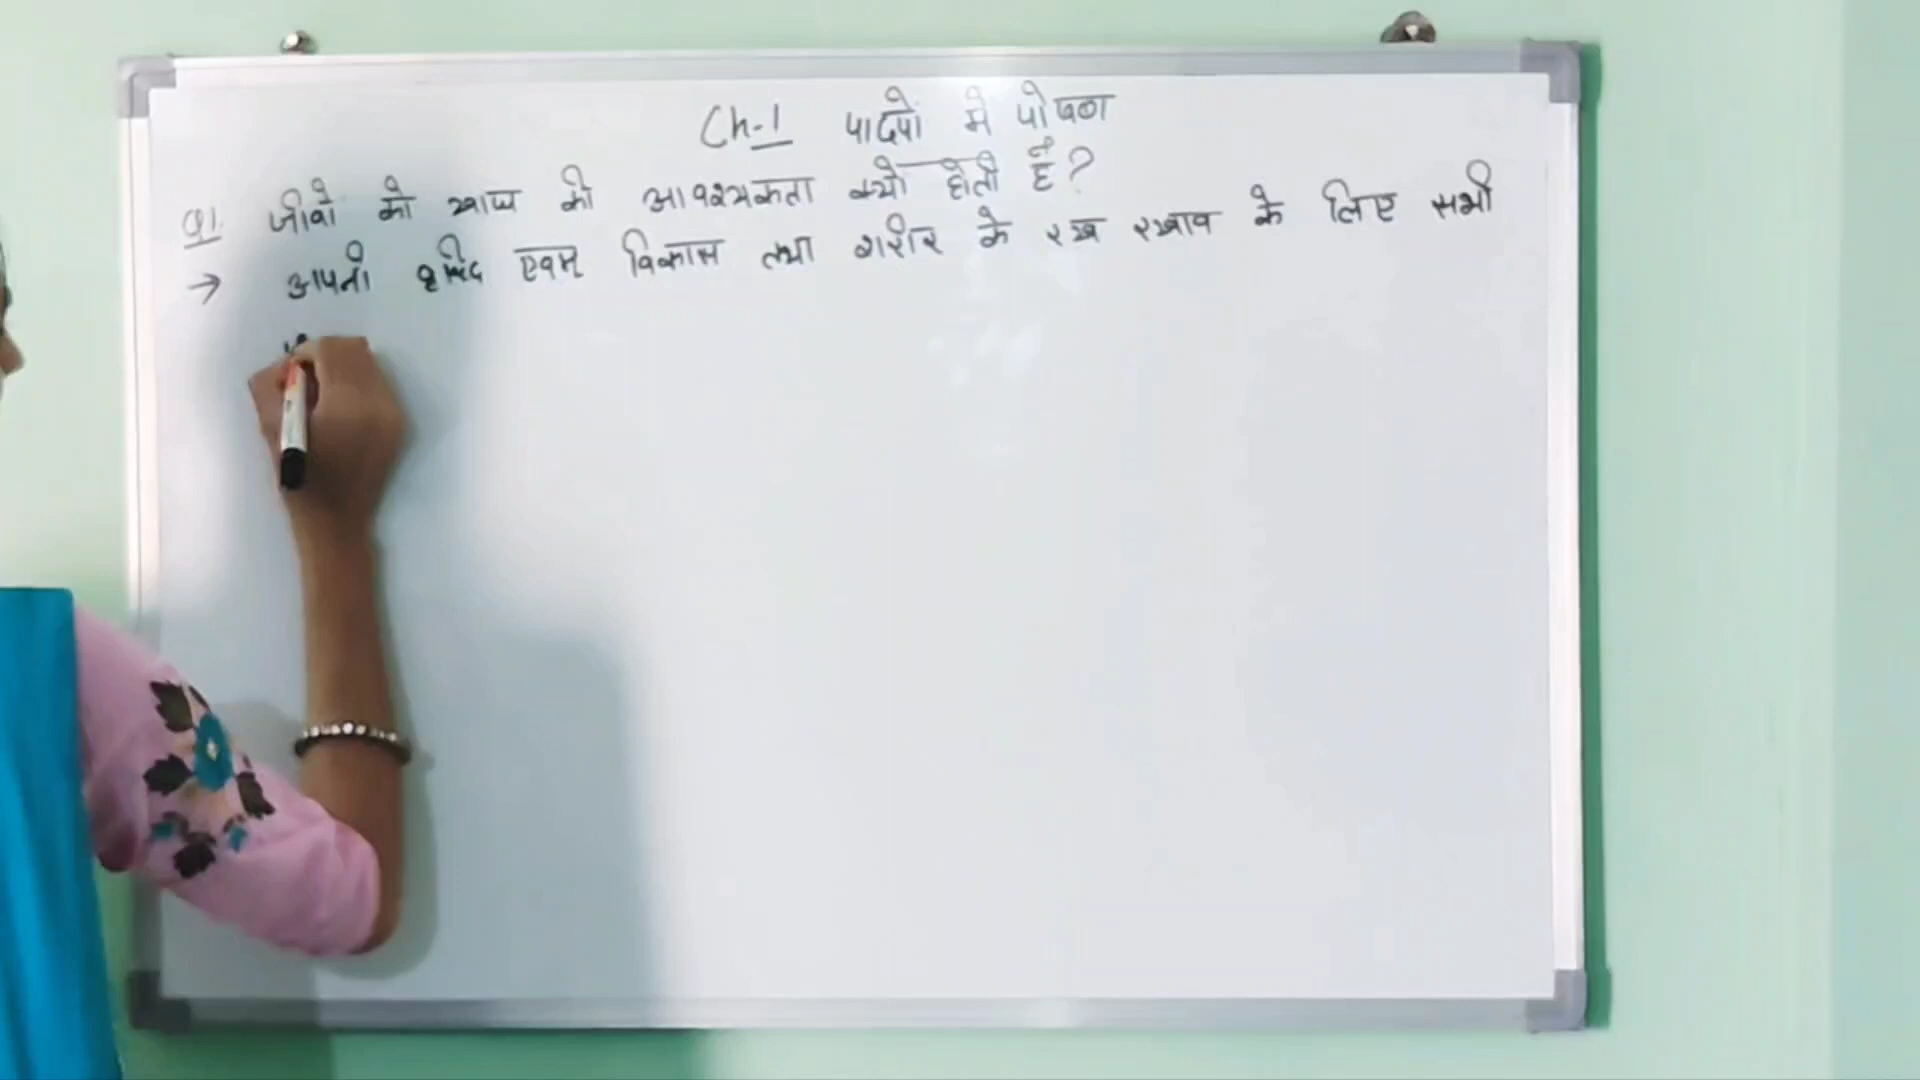 Ch-1 पादपो में पोषण
Q1. जीवो को खाद्य की आवश्यकता क्यो होती है?
→ अपनी वृद्धि एवम् विकास तथा शरीर के रख रखाव के लिए सभी